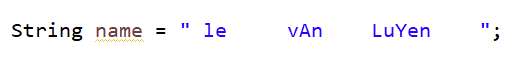 String name = " le     vAn    LuYen    ";